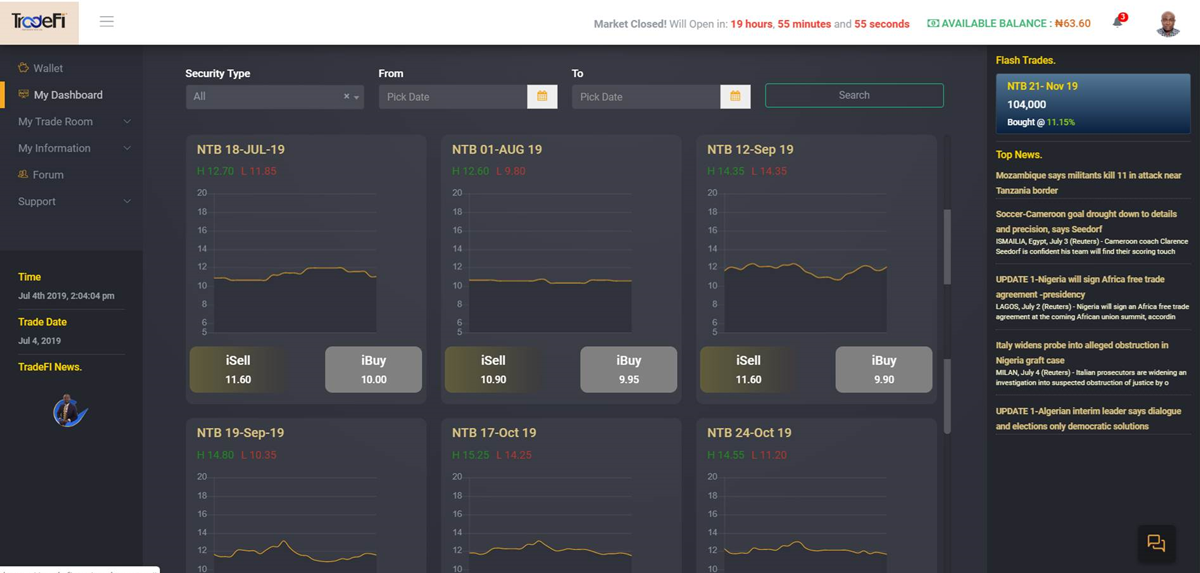 TradeFi
Market Closed! Will Open in: 19 hours, 55 minutes and 55 seconds
AVAILABLE BALANCE : ₦63.60
3
Wallet
My Dashboard
My Trade Room
My Information
Forum
Support
Time
Jul 4th 2019, 2:04:04 pm
Trade Date
Jul 4, 2019
TradeFI News.
Security Type
From
To
All
×
Pick Date
Pick Date
Search
NTB 18-JUL-19
H 12.70 L 11.85
20
18
16
14
12
10
8
6
5
iSell
11.60
iBuy
10.00
NTB 01-AUG 19
H 12.60 L 9.80
20
18
16
14
12
10
8
6
5
iSell
10.90
iBuy
9.95
NTB 12-Sep 19
H 14.35 L 14.35
20
18
16
14
12
10
8
6
5
iSell
11.60
iBuy
9.90
NTB 19-Sep-19
H 14.80 L 10.35
20
18
16
14
12
10
NTB 17-Oct 19
H 15.25 L 14.25
20
18
16
14
12
10
NTB 24-Oct 19
H 14.55 L 11.20
20
18
16
14
12
10
Flash Trades.
NTB 21- Nov 19
104,000
Bought @ 11.15%
Top News.
Mozambique says militants kill 11 in attack near
Tanzania border
Soccer-Cameroon goal drought down to details
and precision, says Seedorf
ISMAILIA, Egypt, July 3 (Reuters) - Cameroon coach Clarence
Seedorf is confident his team will find their scoring touch
UPDATE 1-Nigeria will sign Africa free trade
agreement -presidency
LAGOS, July 2 (Reuters) - Nigeria will sign an Africa free trade
agreement at the coming African union summit, accordin
Italy widens probe into alleged obstruction in
Nigeria graft case
MILAN, July 4 (Reuters) - Italian prosecutors are widening an
investigation into suspected obstruction of justice by o
UPDATE 1-Algerian interim leader says dialogue
and elections only democratic solutions